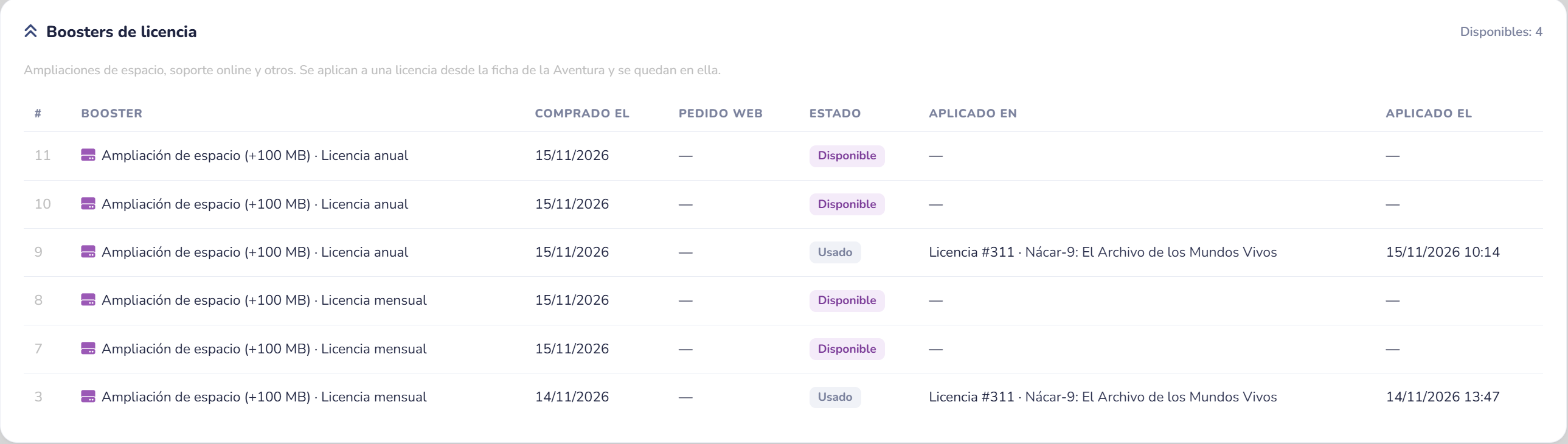 Boosters de licencia Disponibles: 4
Ampliaciones de espacio, soporte online y otros. Se aplican a una licencia desde la ficha de la Aventura y se quedan en ella.
# BOOSTER COMPRADO EL PEDIDO WEB ESTADO APLICADO EN APLICADO EL
11 Ampliación de espacio (+100 MB) · Licencia anual 15/11/2026 — Disponible — —
10 Ampliación de espacio (+100 MB) · Licencia anual 15/11/2026 — Disponible — —
9 Ampliación de espacio (+100 MB) · Licencia anual 15/11/2026 — Usado Licencia #311 · Nácar-9: El Archivo de los Mundos Vivos 15/11/2026 10:14
8 Ampliación de espacio (+100 MB) · Licencia mensual 15/11/2026 — Disponible — —
7 Ampliación de espacio (+100 MB) · Licencia mensual 15/11/2026 — Disponible — —
3 Ampliación de espacio (+100 MB) · Licencia mensual 14/11/2026 — Usado Licencia #311 · Nácar-9: El Archivo de los Mundos Vivos 14/11/2026 13:47